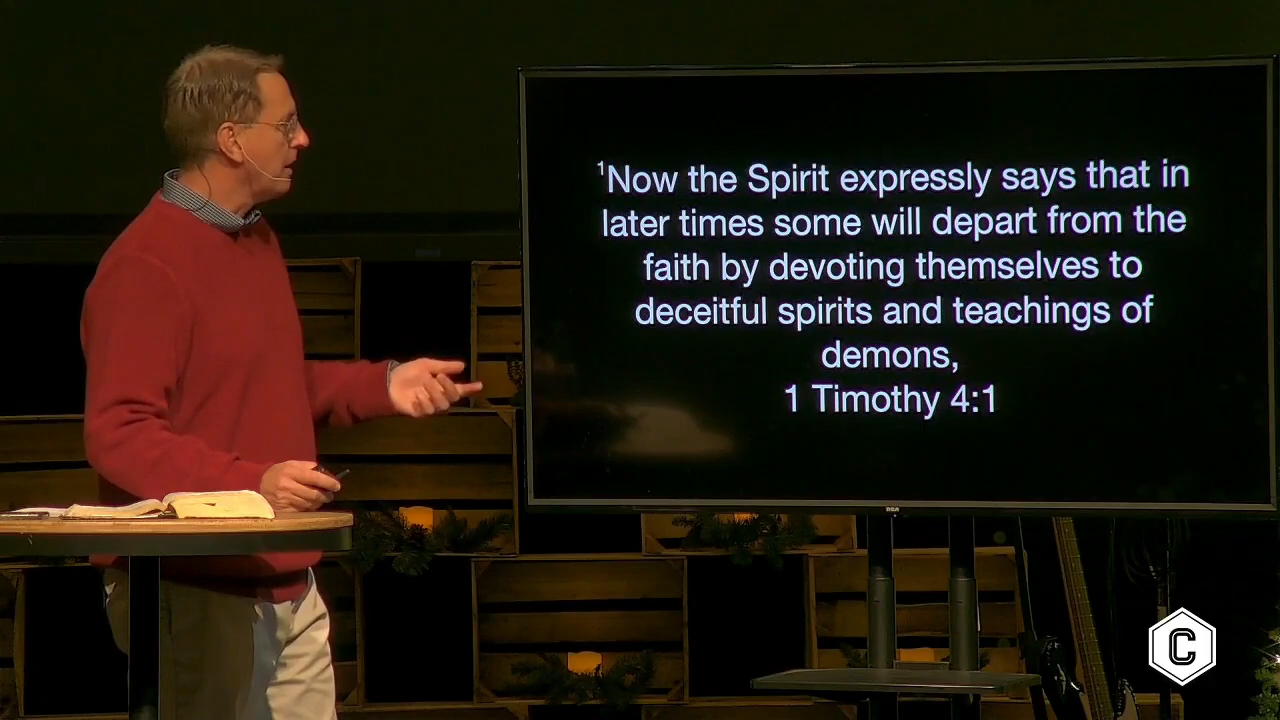 ¹Now the Spirit expressly says that in
later times some will depart from the
faith by devoting themselves to
deceitful spirits and teachings of
demons,
1 Timothy 4:1
RCA
C